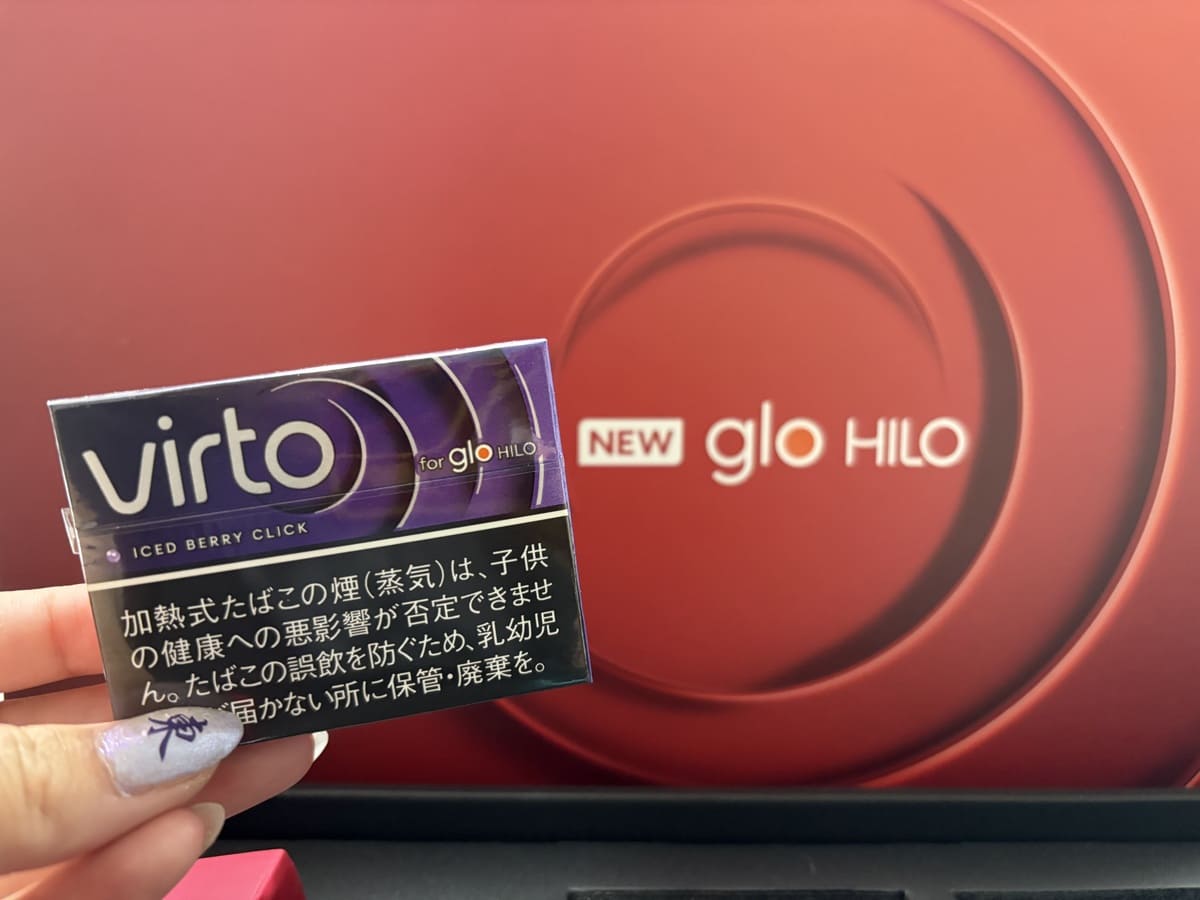 virto
for glo HILO
ICED BERRY CLICK
加熱式たばこの煙(蒸気)は、子供
の健康への悪影響が否定できませ
ん。たばこの誤飲を防ぐため、乳幼児
が届かない所に保管・廃棄を。
東
NEW glo HILO